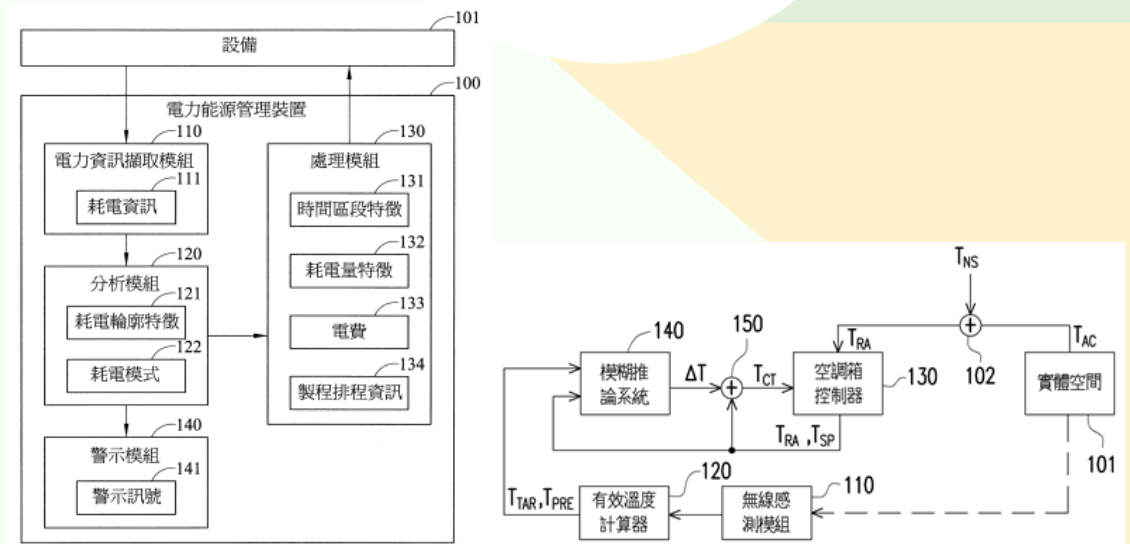 101
設備
100
電力能源管理裝置
110
電力資訊擷取模組
111
耗電資訊
120
分析模組
121
耗電輪廓特徵
122
耗電模式
140
警示模組
141
警示訊號
130
處理模組
131
時間區段特徵
132
耗電量特徵
133
電費
134
製程排程資訊
TNS
TRA
TAC
102
140
模糊推
論系統
ΔT
150
TCT
空調箱
控制器
130
實體空間
101
TRA ,TSP
TTAR,TPRE
120
有效溫度
計算器
110
無線感
測模組